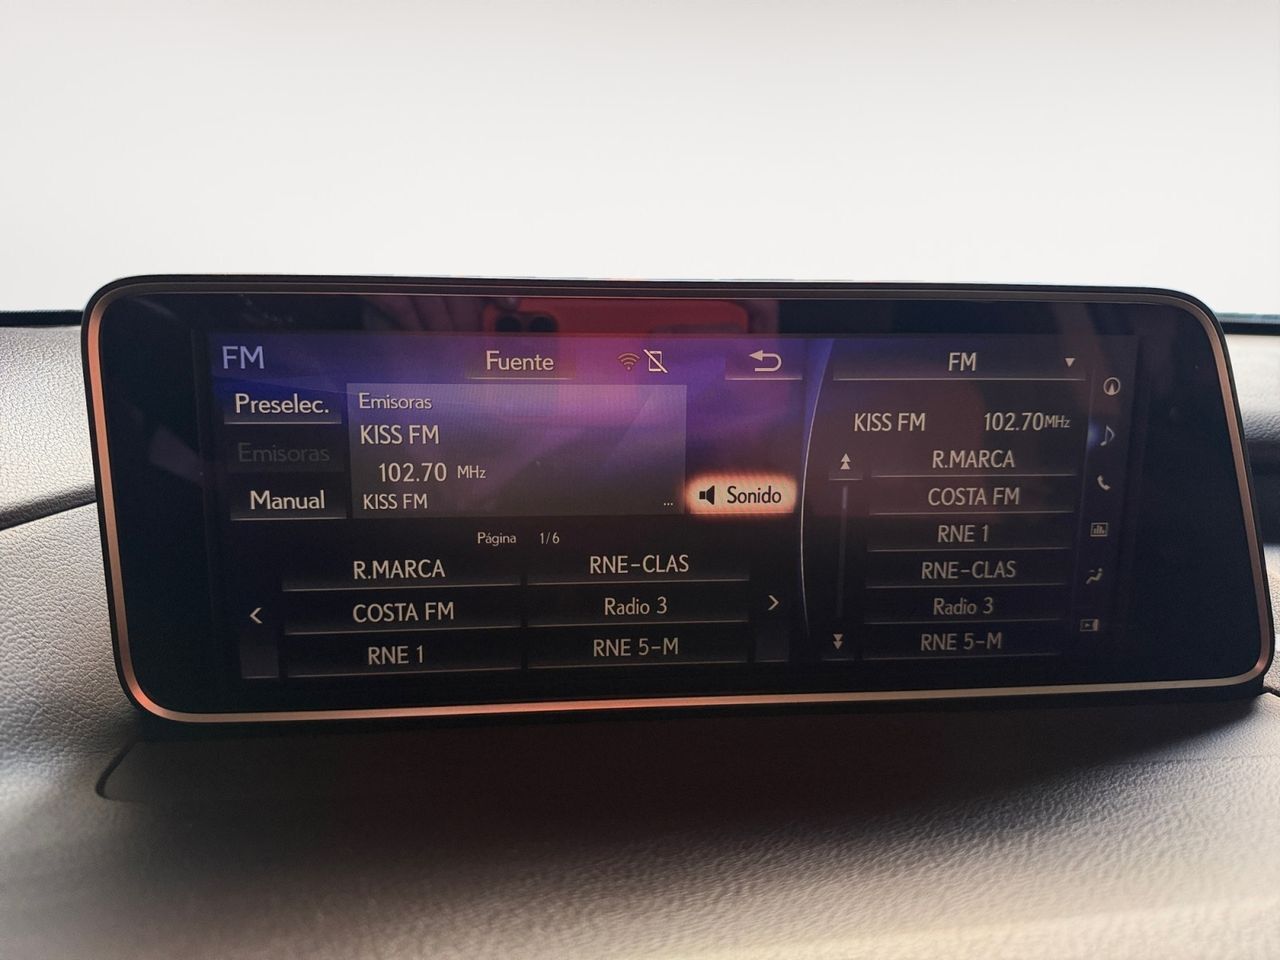 FM
Fuente
Preselec.
Emisoras
Manual
Emisoras
KISS FM
102.70 MHz
KISS FM ...
Sonido
Página 1/6
R.MARCA
RNE-CLAS
COSTA FM
Radio 3
RNE 1
RNE 5-M
FM
KISS FM 102.70MHz
R.MARCA
COSTA FM
RNE 1
RNE-CLAS
Radio 3
RNE 5-M